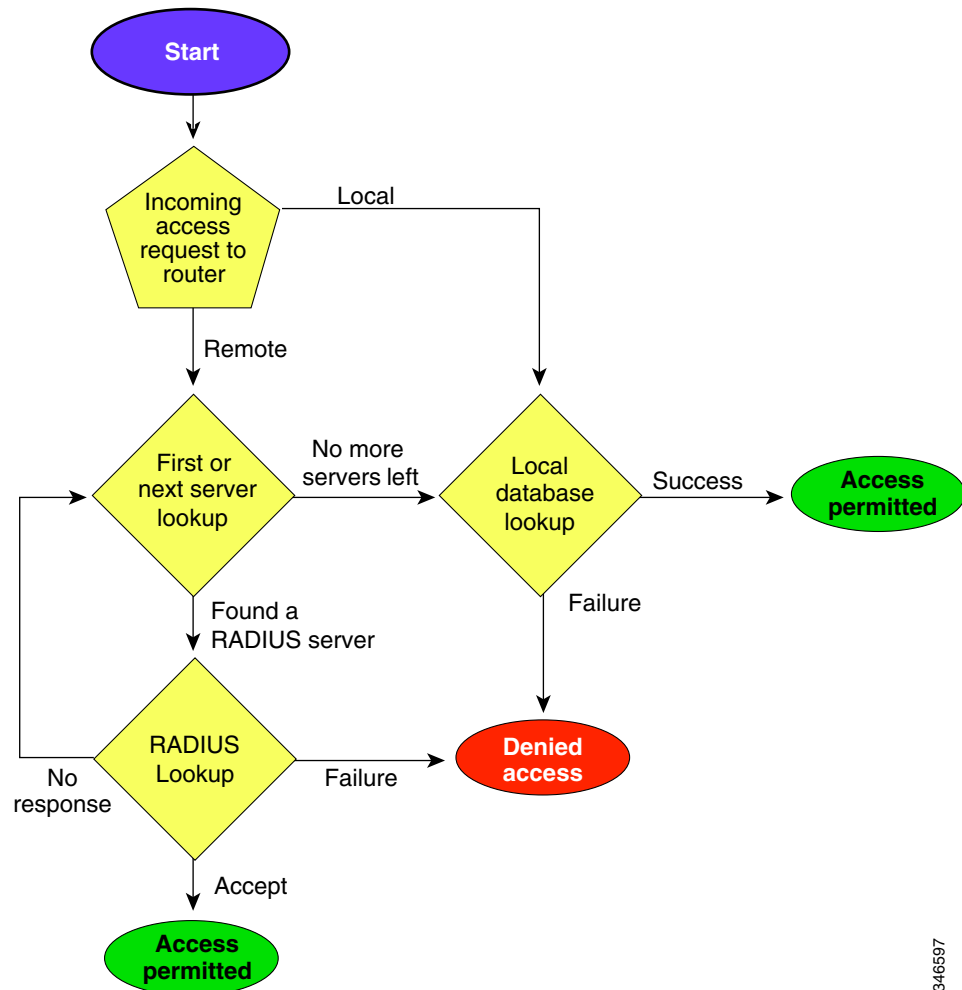 Start
Incoming
access
request to
router
Local
Remote
First or
next server
lookup
No more
servers left
Local
database
lookup
Success
Access
permitted
Found a
RADIUS server
Failure
RADIUS
Lookup
No
response
Failure
Denied
access
Accept
Access
permitted
346597